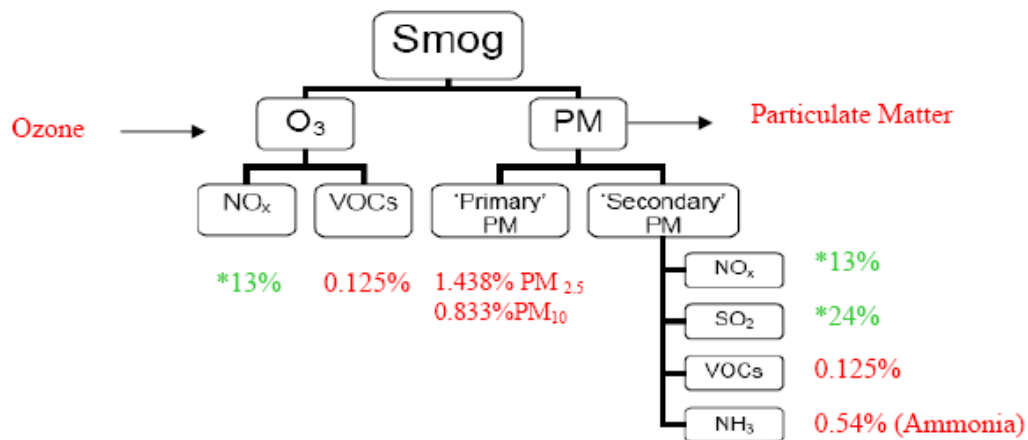 Smog
Ozone
O₃
PM
Particulate Matter
NOₓ
VOCs
'Primary'
PM
'Secondary'
PM
*13%
0.125%
1.438% PM 2.5
0.833%PM₁₀
NOₓ
*13%
SO₂
*24%
VOCs
0.125%
NH₃
0.54% (Ammonia)